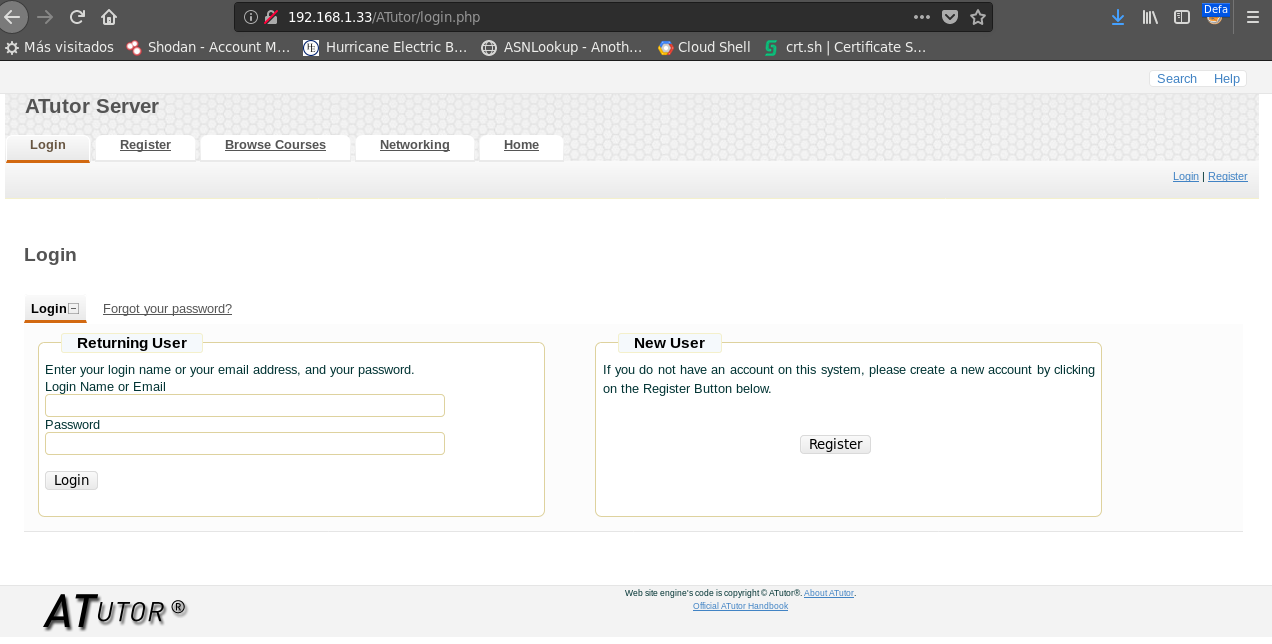 192.168.1.33/ATutor/login.php
Defa
Más visitados Shodan - Account M... Hurricane Electric B... ASNLookup - Anoth... Cloud Shell crt.sh | Certificate S...
Search Help
ATutor Server
Login Register Browse Courses Networking Home
Login | Register
Login
Login Forgot your password?
Returning User
Enter your login name or your email address, and your password.
Login Name or Email
Password
Login
New User
If you do not have an account on this system, please create a new account by clicking
on the Register Button below.
Register
ATUTOR ®
Web site engine's code is copyright © ATutor®. About ATutor.
Official ATutor Handbook